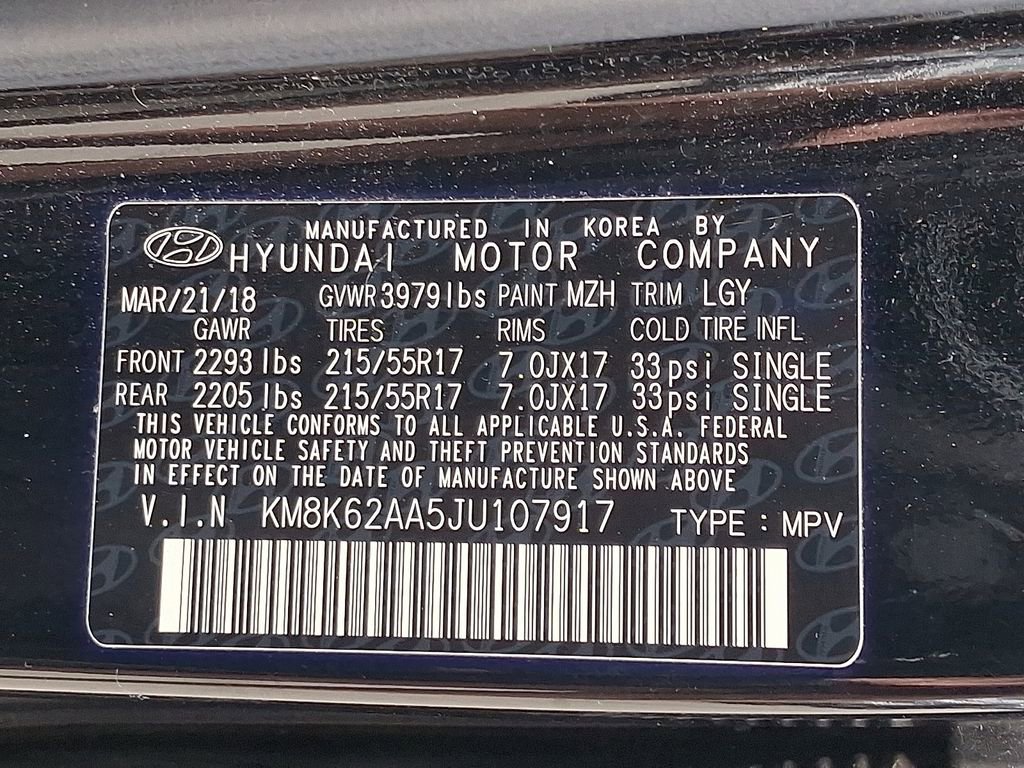 MANUFACTURED IN KOREA BY
HYUNDAI MOTOR COMPANY
MAR/21/18 GVWR 3979lbs PAINT MZH TRIM LGY
GAWR TIRES RIMS COLD TIRE INFL
FRONT 2293 lbs 215/55R17 7.0JX17 33psi SINGLE
REAR 2205 lbs 215/55R17 7.0JX17 33psi SINGLE
THIS VEHICLE CONFORMS TO ALL APPLICABLE U.S.A. FEDERAL
MOTOR VEHICLE SAFETY AND THEFT PREVENTION STANDARDS
IN EFFECT ON THE DATE OF MANUFACTURE SHOWN ABOVE
V.I.N KM8K62AA5JU107917 TYPE : MPV